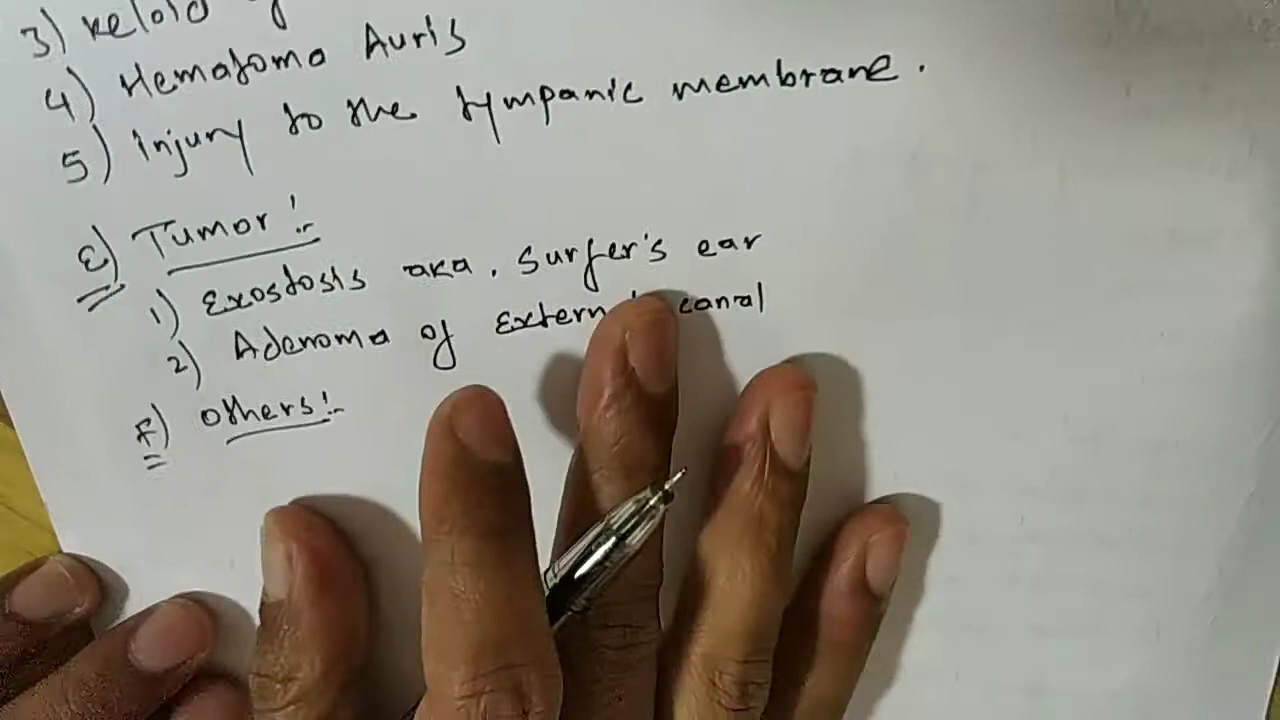 3) keloid
4) Hematoma Auris
5) Injury to the tympanic membrane.
E) Tumor:-
1) Exostosis aka. Surfer's ear
2) Adenoma of canal
F) others:-